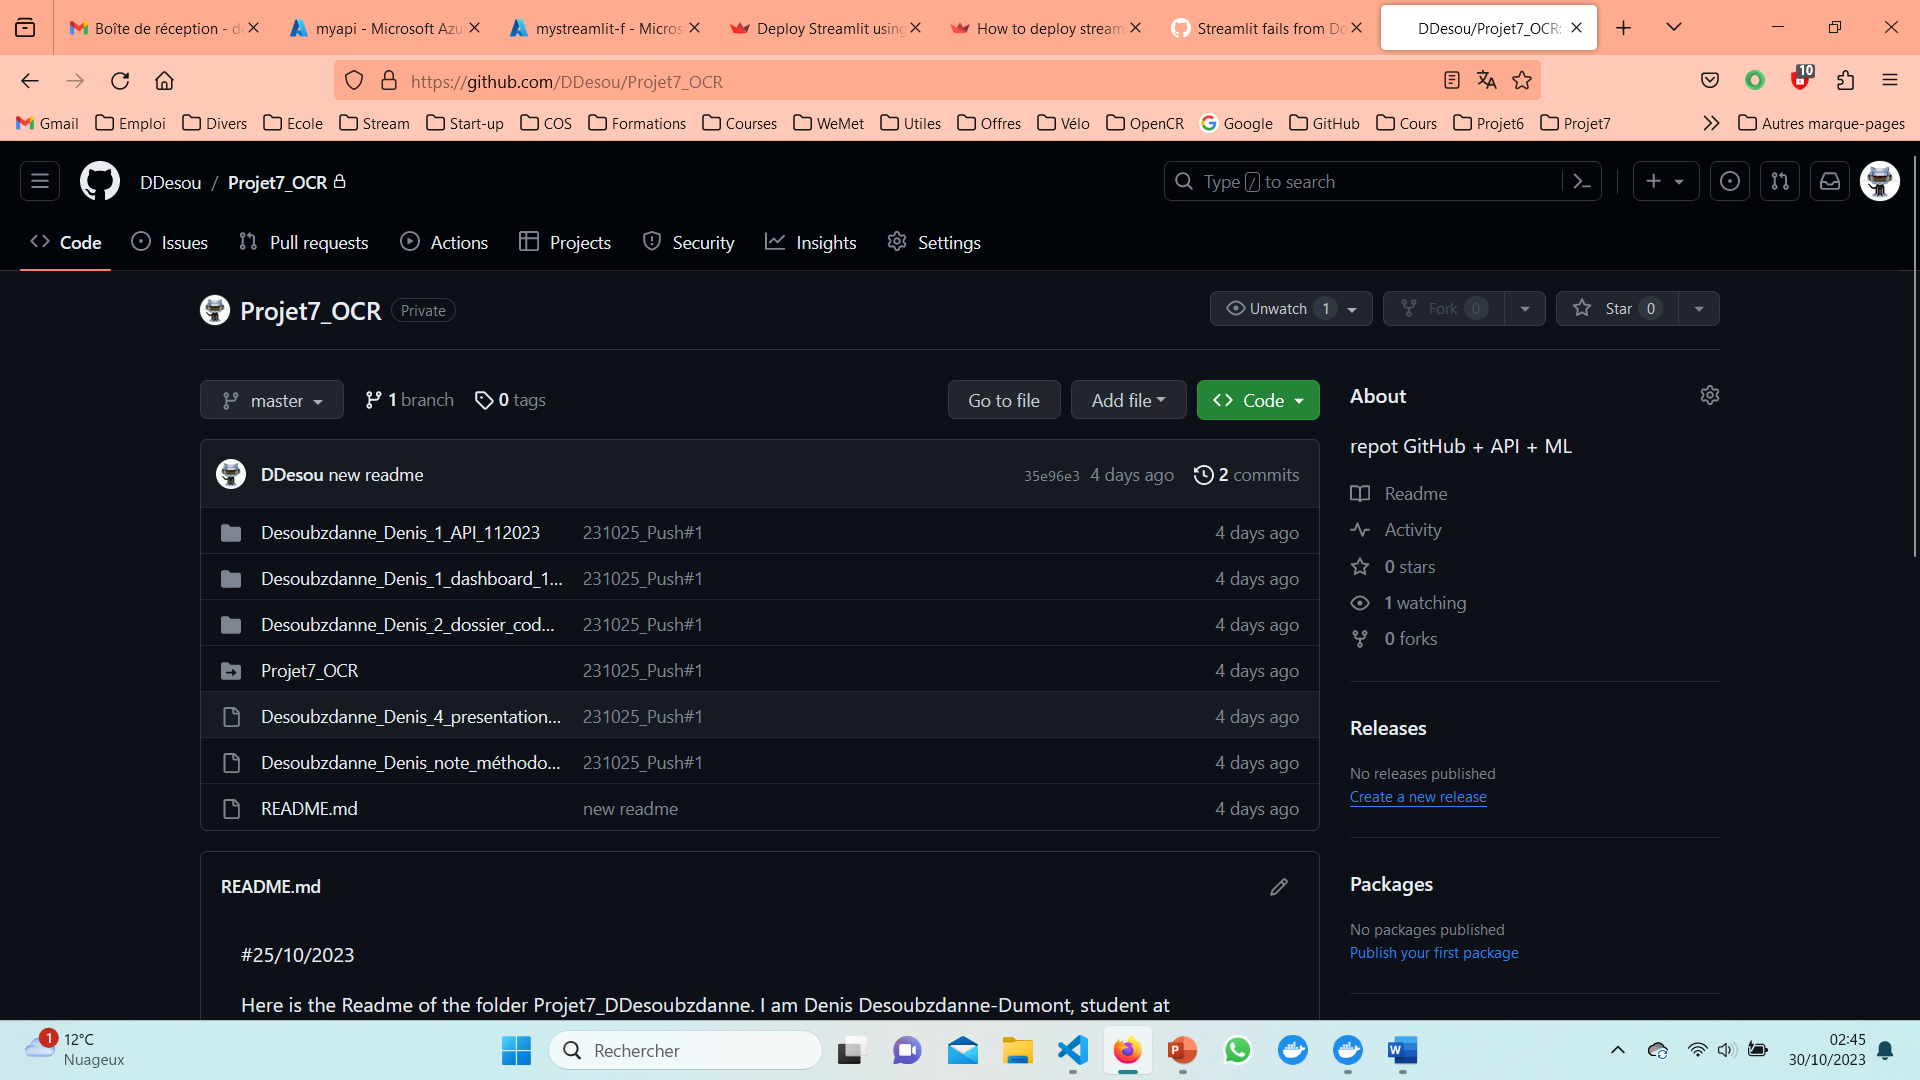 Boîte de réception - d
myapi - Microsoft Azu
mystreamlit-f - Micros
Deploy Streamlit using
How to deploy stream
Streamlit fails from Do
DDesou/Projet7_OCR:
https://github.com/DDesou/Projet7_OCR
10
Gmail Emploi Divers Ecole Stream Start-up COS Formations Courses WeMet Utiles Offres Vélo OpenCR Google GitHub Cours Projet6 Projet7 Autres marque-pages
DDesou / Projet7_OCR
Type / to search
Code Issues Pull requests Actions Projects Security Insights Settings
Projet7_OCR Private
Unwatch 1 Fork 0 Star 0
master 1 branch 0 tags
Go to file Add file Code
DDesou new readme 35e96e3 4 days ago 2 commits
Desoubzdanne_Denis_1_API_112023 231025_Push#1 4 days ago
Desoubzdanne_Denis_1_dashboard_1... 231025_Push#1 4 days ago
Desoubzdanne_Denis_2_dossier_cod... 231025_Push#1 4 days ago
Projet7_OCR 231025_Push#1 4 days ago
Desoubzdanne_Denis_4_presentation... 231025_Push#1 4 days ago
Desoubzdanne_Denis_note_méthodo... 231025_Push#1 4 days ago
README.md new readme 4 days ago
README.md
#25/10/2023
Here is the Readme of the folder Projet7_DDesoubzdanne. I am Denis Desoubzdanne-Dumont, student at
About
repot GitHub + API + ML
Readme
Activity
0 stars
1 watching
0 forks
Releases
No releases published
Create a new release
Packages
No packages published
Publish your first package
1
12°C
Nuageux
Rechercher
02:45
30/10/2023